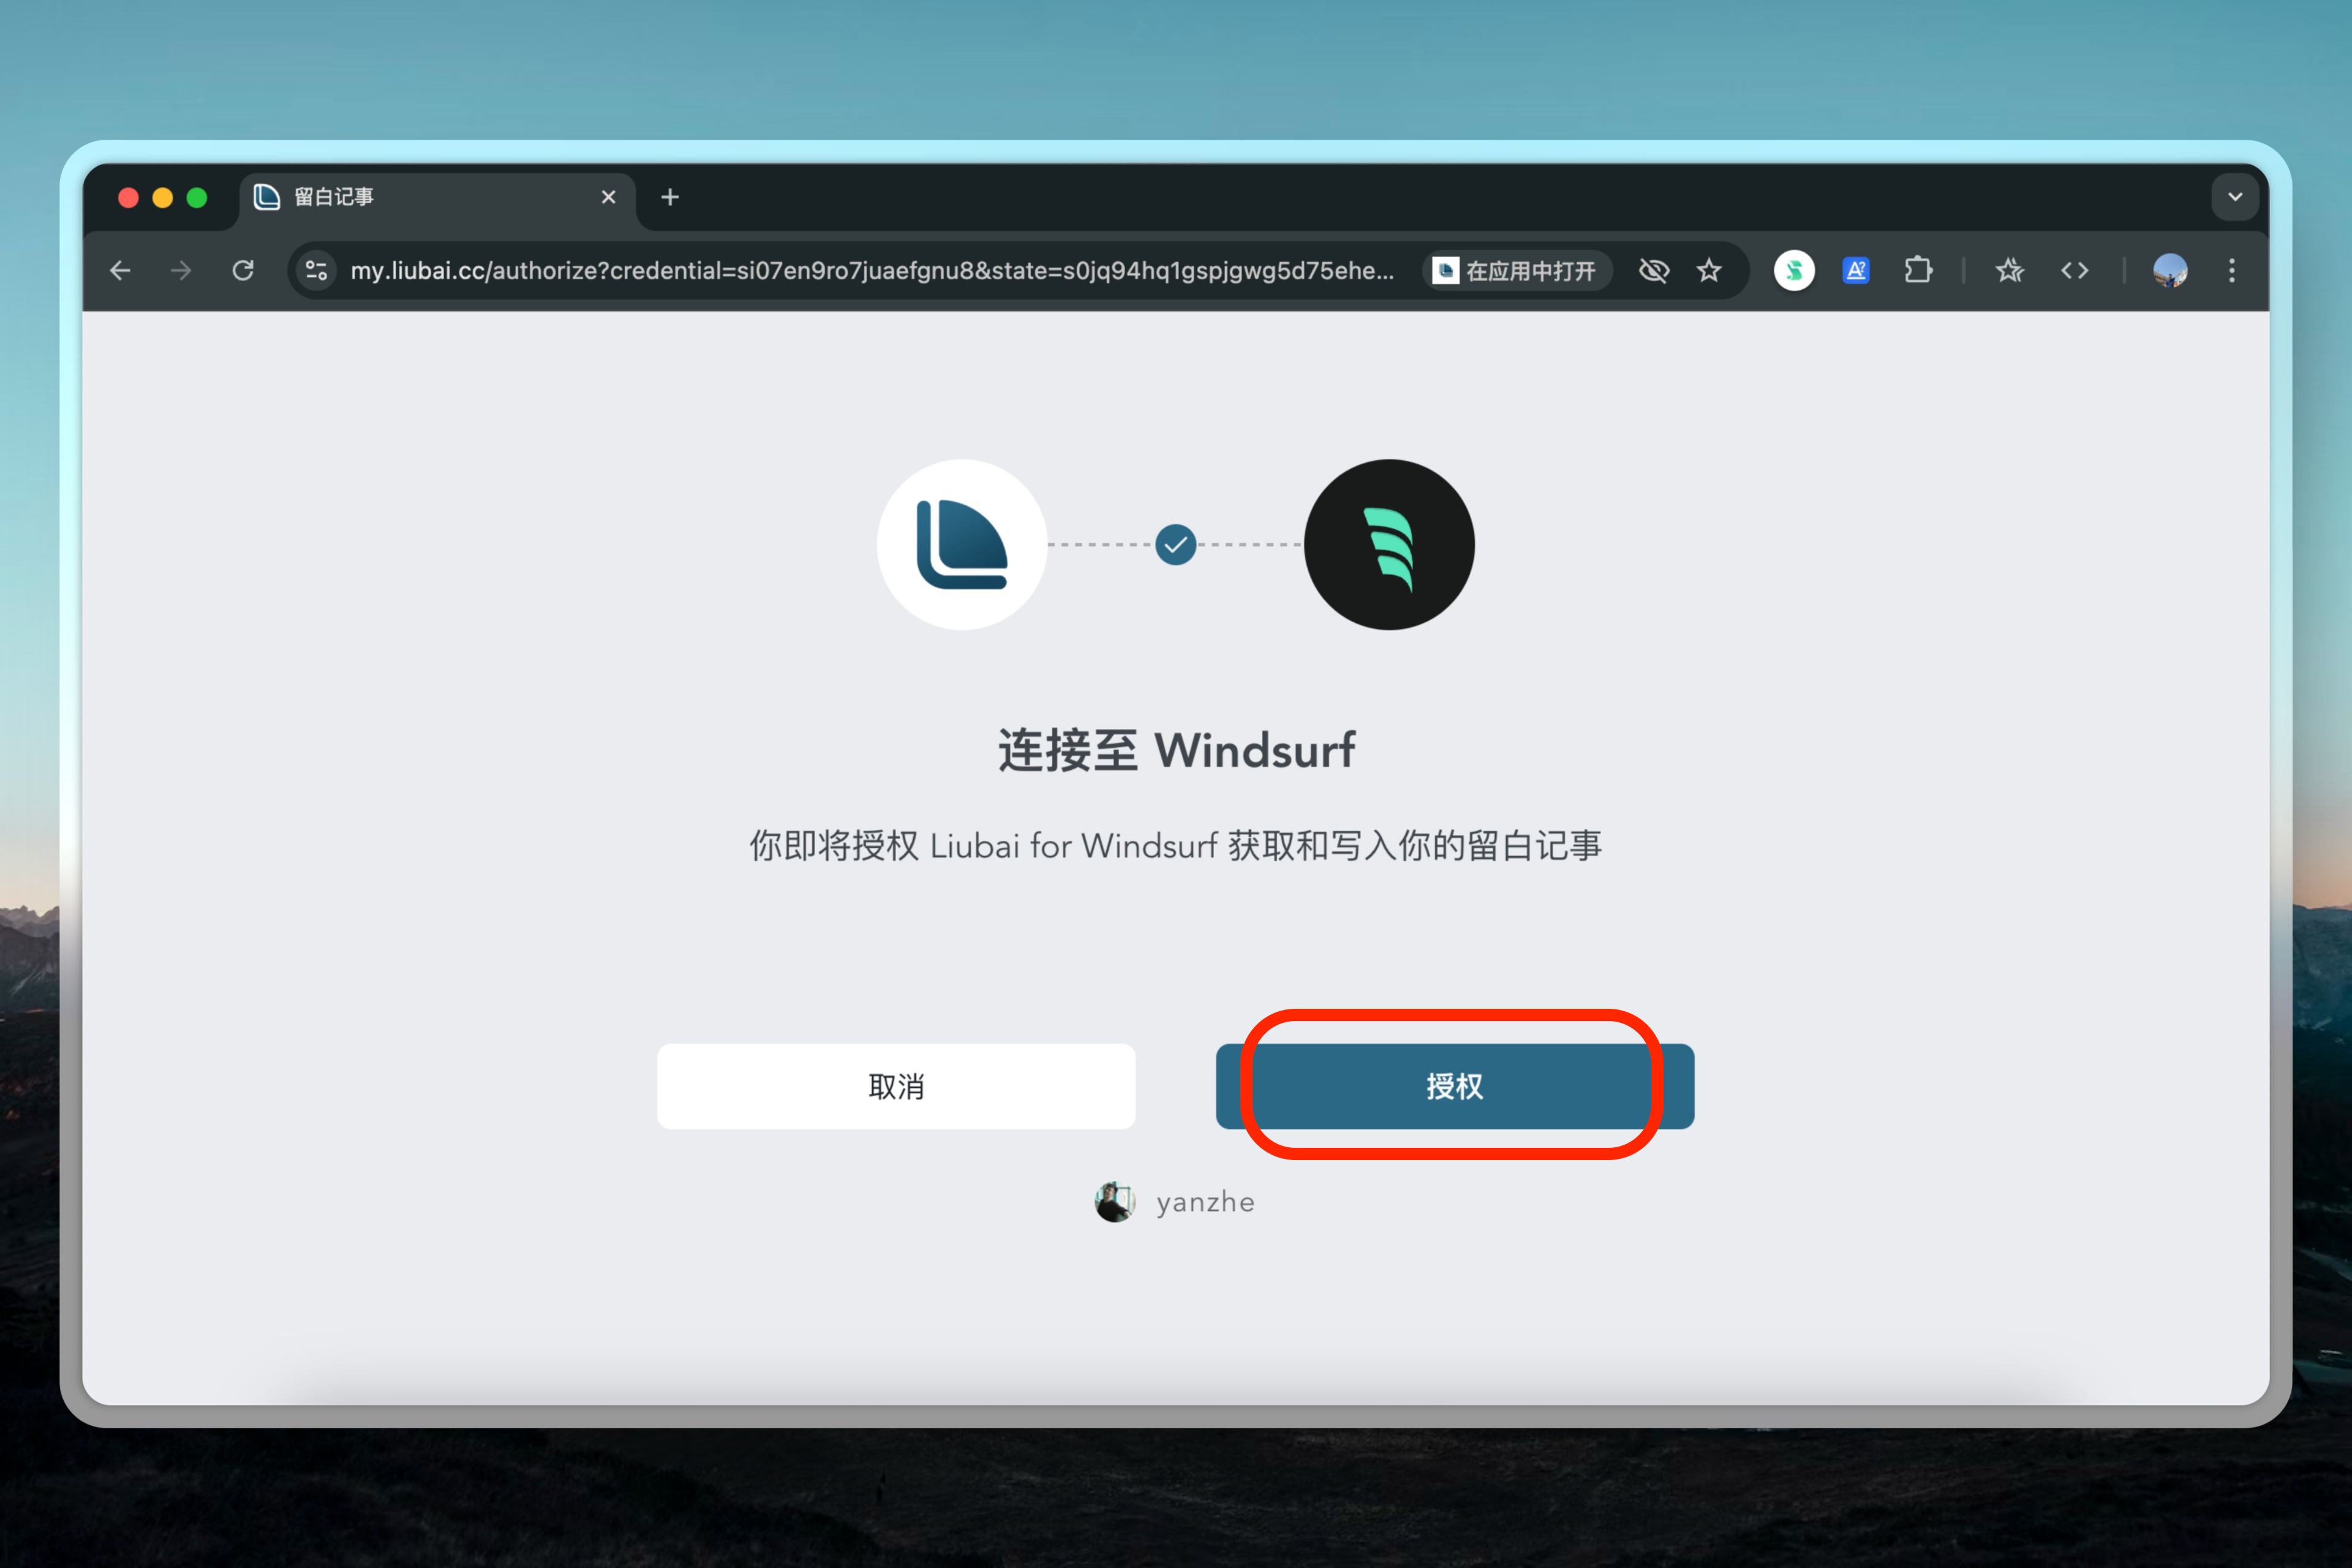 留白记事
my.liubai.cc/authorize?credential=si07en9ro7juaefgnu8&state=s0jq94hq1gspjgwg5d75ehe...
在应用中打开
连接至 Windsurf
你即将授权 Liubai for Windsurf 获取和写入你的留白记事
取消
授权
yanzhe